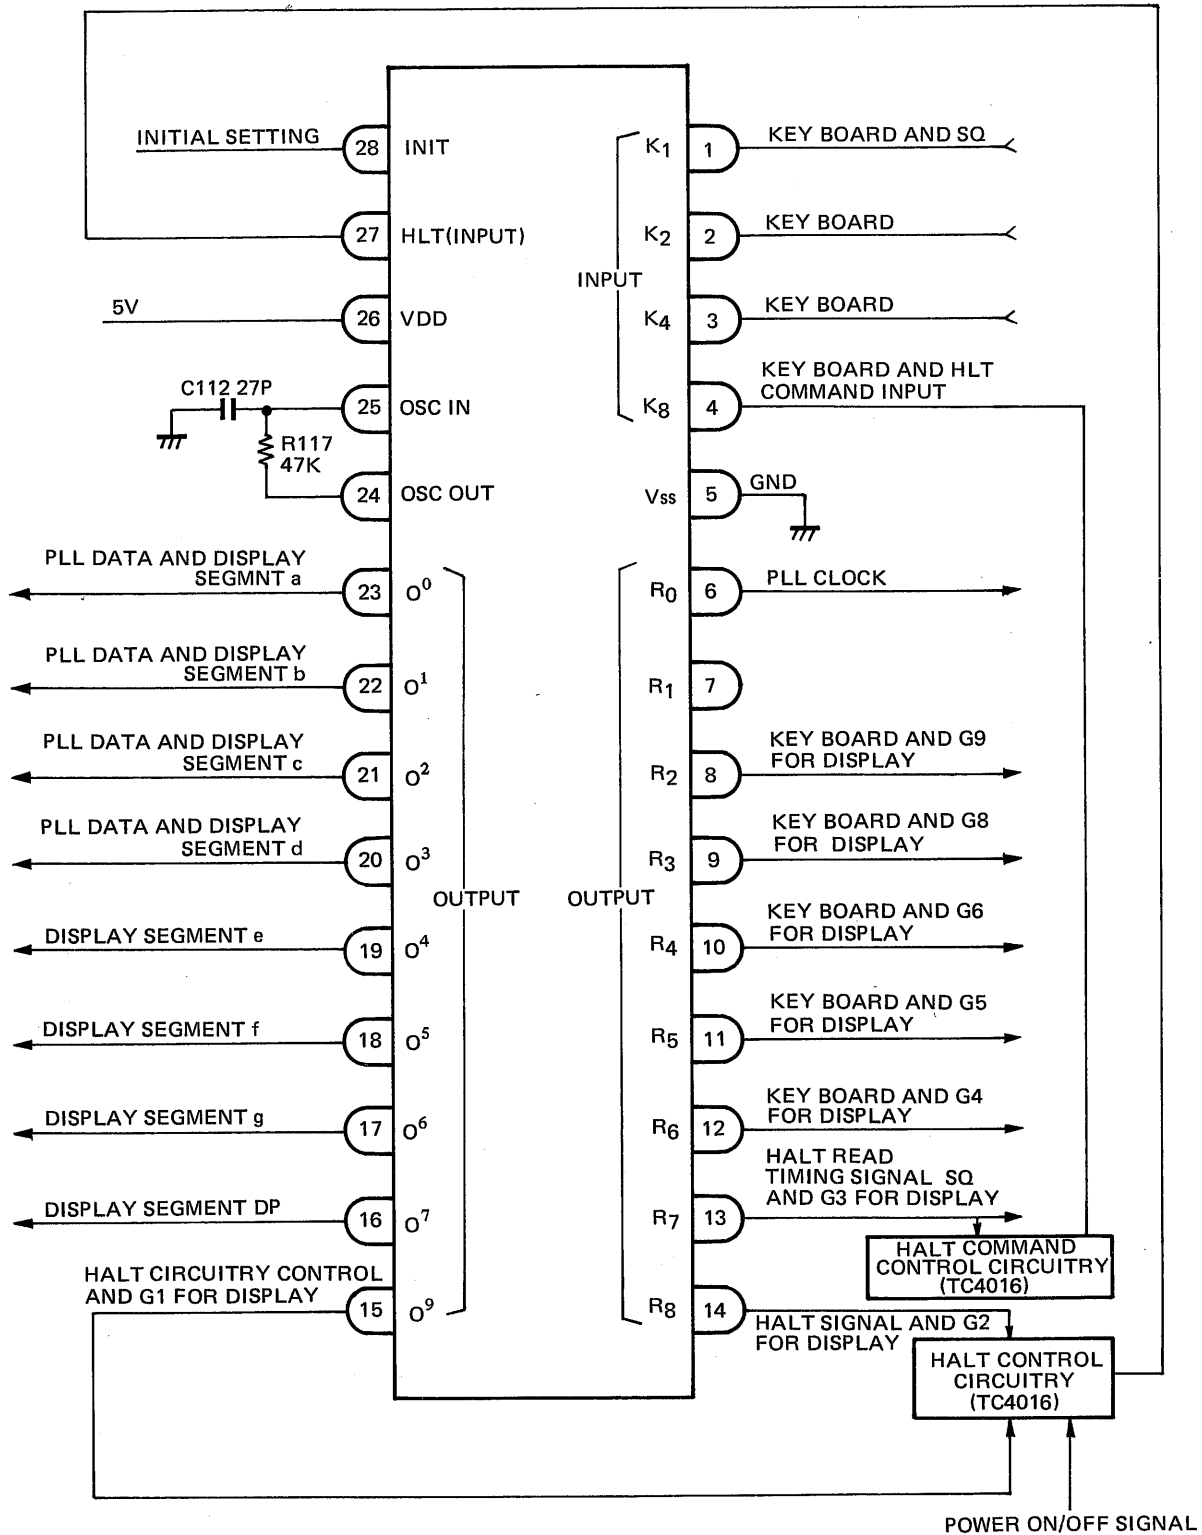 INITIAL SETTING
28
INIT
27
HLT(INPUT)
5V
26
VDD
C112 27P
25
OSC IN
R117
47K
24
OSC OUT
PLL DATA AND DISPLAY
SEGMNT a
23
O⁰
PLL DATA AND DISPLAY
SEGMENT b
22
O¹
PLL DATA AND DISPLAY
SEGMENT c
21
O²
PLL DATA AND DISPLAY
SEGMENT d
20
O³
OUTPUT
DISPLAY SEGMENT e
19
O⁴
DISPLAY SEGMENT f
18
O⁵
DISPLAY SEGMENT g
17
O⁶
DISPLAY SEGMENT DP
16
O⁷
HALT CIRCUITRY CONTROL
AND G1 FOR DISPLAY
15
O⁹
K₁
1
KEY BOARD AND SQ
K₂
2
KEY BOARD
INPUT
K₄
3
KEY BOARD
K₈
4
KEY BOARD AND HLT
COMMAND INPUT
Vss
5
GND
R₀
6
PLL CLOCK
R₁
7
R₂
8
KEY BOARD AND G9
FOR DISPLAY
R₃
9
KEY BOARD AND G8
FOR DISPLAY
OUTPUT
R₄
10
KEY BOARD AND G6
FOR DISPLAY
R₅
11
KEY BOARD AND G5
FOR DISPLAY
R₆
12
KEY BOARD AND G4
FOR DISPLAY
R₇
13
HALT READ
TIMING SIGNAL SQ
AND G3 FOR DISPLAY
HALT COMMAND
CONTROL CIRCUITRY
(TC4016)
R₈
14
HALT SIGNAL AND G2
FOR DISPLAY
HALT CONTROL
CIRCUITRY
(TC4016)
POWER ON/OFF SIGNAL